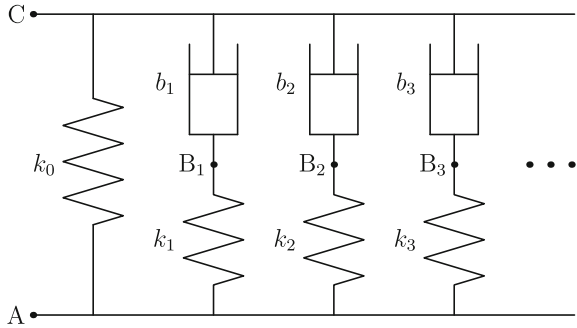 C
b₁ b₂ b₃
k₀ B₁ B₂ B₃ • • •
k₁ k₂ k₃
A